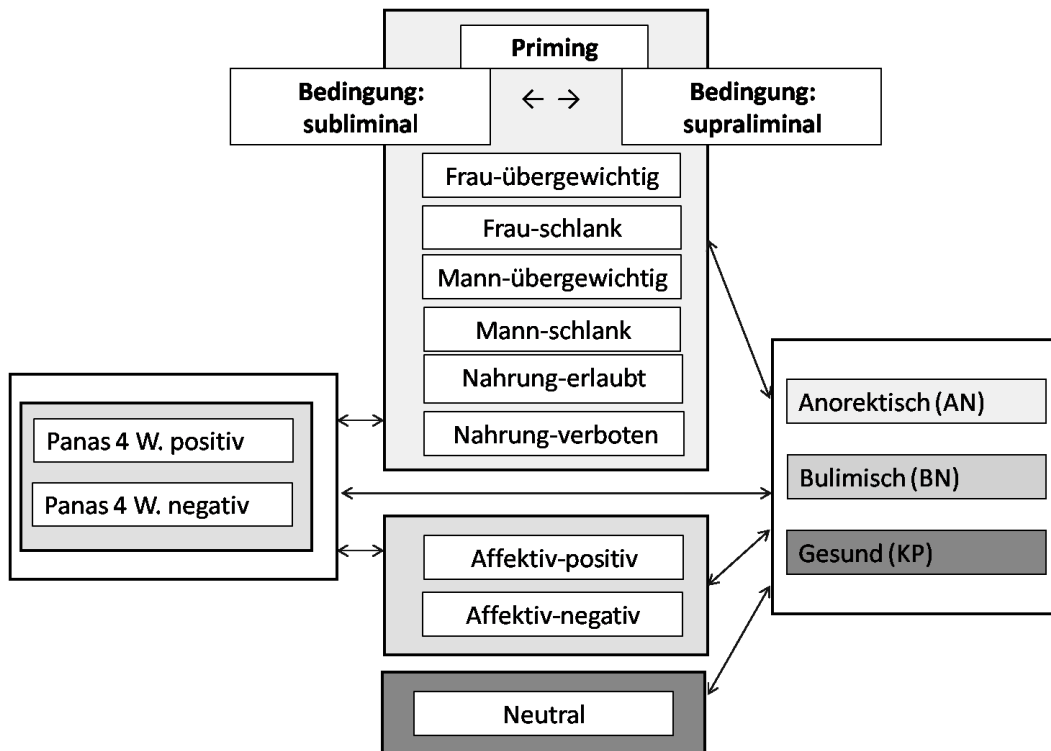 Priming
Bedingung:
subliminal
← →
Bedingung:
supraliminal
Frau-übergewichtig
Frau-schlank
Mann-übergewichtig
Mann-schlank
Nahrung-erlaubt
Nahrung-verboten
Panas 4 W. positiv
Panas 4 W. negativ
Anorektisch (AN)
Bulimisch (BN)
Gesund (KP)
Affektiv-positiv
Affektiv-negativ
Neutral